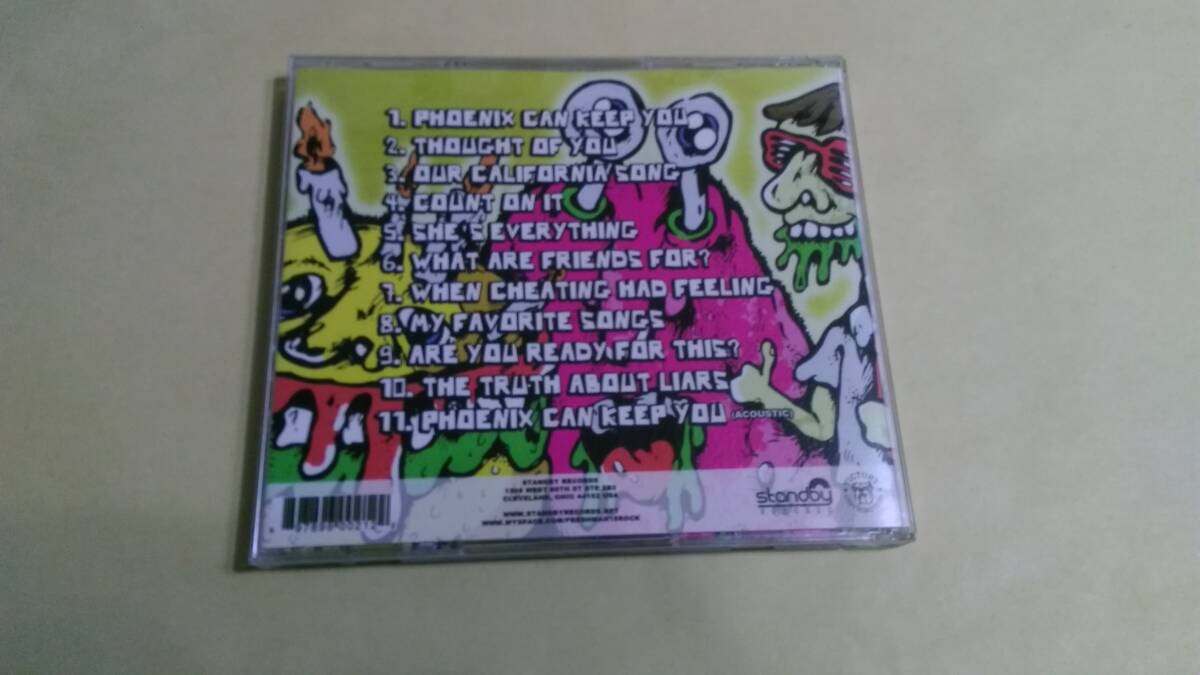 1. PHOENIX CAN KEEP YOU
2. THOUGHT OF YOU
3. OUR CALIFORNIA SONG
4. COUNT ON IT
5. SHE'S EVERYTHING
6. WHAT ARE FRIENDS FOR?
7. WHEN CHEATING HAD FEELING
8. MY FAVORITE SONGS
9. ARE YOU READY FOR THIS?
10. THE TRUTH ABOUT LIARS
11. PHOENIX CAN KEEP YOU (ACOUSTIC)
STANDBY RECORDS
CLEVELAND, OHIO 44102 USA
WWW.STANDBYRECORDS.NET
standby
RECORDS